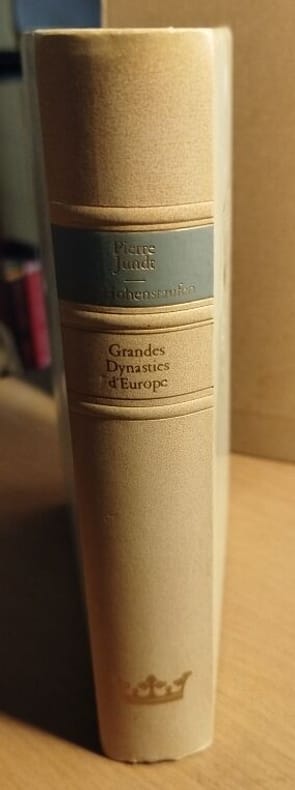 Pierre
Jundt
Hohenstaufen
Grandes
Dynasties
d'Europe